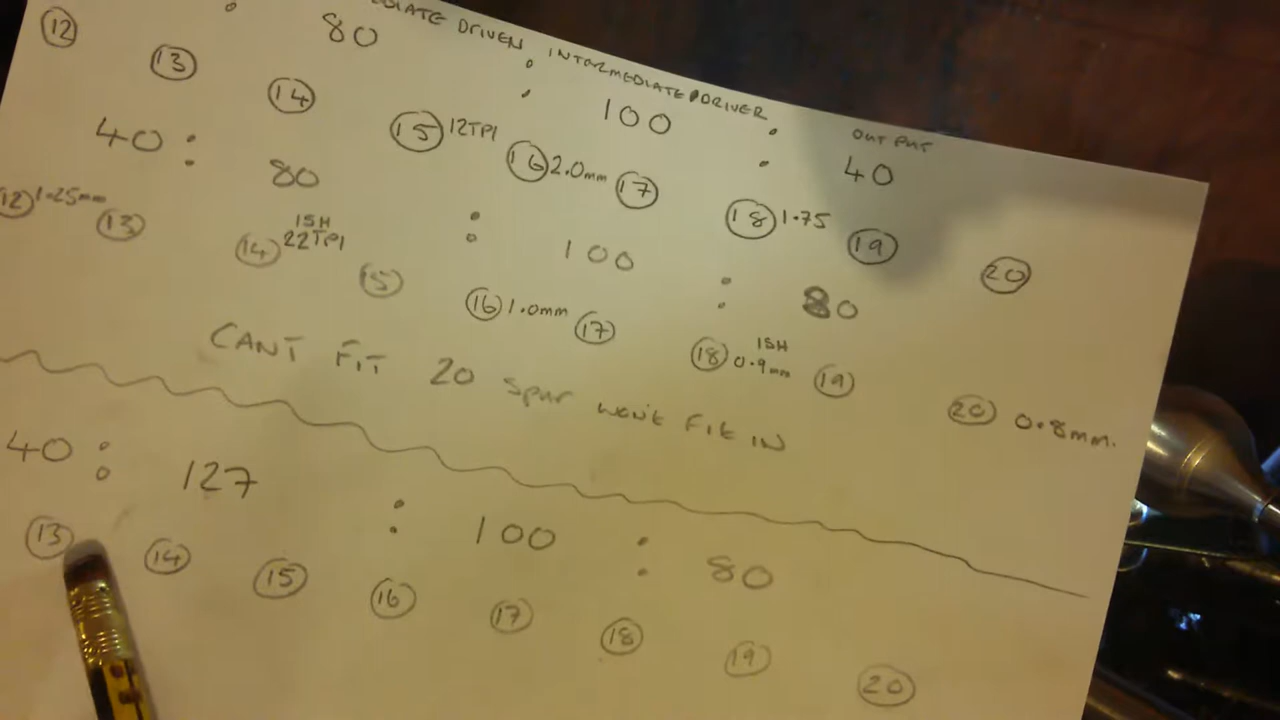 DRIVEN INTERMEDIATE DRIVER OUTPUT
: 80 : 100 : 40
12 13 14 15 12TPI 16 2.0mm 17 18 1.75 19 20
40 : 80 : 100 : 80
12 1.25mm 13 14 ISH 22TPI 15 16 1.0mm 17 18 ISH 0.9mm 19 20 0.8mm.
CANT FIT 20 Spur won't Fit IN
40 : 127 : 100 : 80
13 14 15 16 17 18 19 20